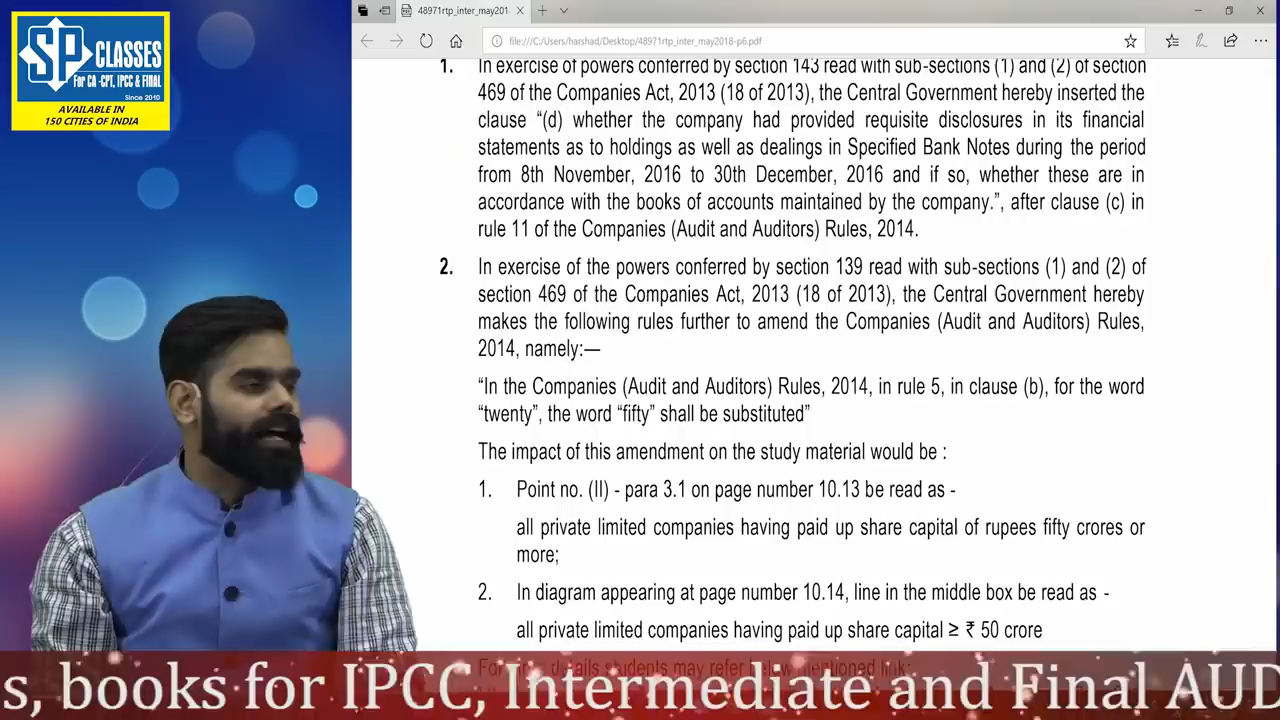 SP CLASSES
For CA -CPT, IPCC & FINAL
Since 2010
AVAILABLE IN
150 CITIES OF INDIA
48971rtp_inter_may201
file:///C:/Users/harshad/Desktop/48971rtp_inter_may2018-p6.pdf
1. In exercise of powers conferred by section 143 read with sub-sections (1) and (2) of section
469 of the Companies Act, 2013 (18 of 2013), the Central Government hereby inserted the
clause “(d) whether the company had provided requisite disclosures in its financial
statements as to holdings as well as dealings in Specified Bank Notes during the period
from 8th November, 2016 to 30th December, 2016 and if so, whether these are in
accordance with the books of accounts maintained by the company.”, after clause (c) in
rule 11 of the Companies (Audit and Auditors) Rules, 2014.
2. In exercise of the powers conferred by section 139 read with sub-sections (1) and (2) of
section 469 of the Companies Act, 2013 (18 of 2013), the Central Government hereby
makes the following rules further to amend the Companies (Audit and Auditors) Rules,
2014, namely:—
“In the Companies (Audit and Auditors) Rules, 2014, in rule 5, in clause (b), for the word
“twenty”, the word “fifty” shall be substituted”
The impact of this amendment on the study material would be :
1. Point no. (II) - para 3.1 on page number 10.13 be read as -
all private limited companies having paid up share capital of rupees fifty crores or
more;
2. In diagram appearing at page number 10.14, line in the middle box be read as -
all private limited companies having paid up share capital ≥ ₹ 50 crore
details students may refer below mentioned link:
s, books for IPCC, Intermediate and Final AUD